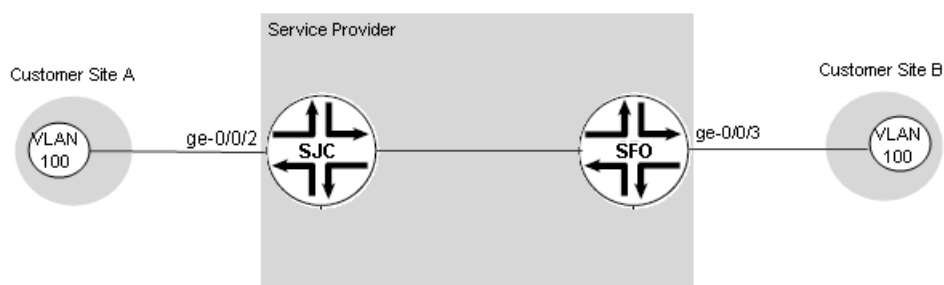 Service Provider
Customer Site A
Customer Site B
VLAN
100
ge-0/0/2
SJC
SFO
ge-0/0/3
VLAN
100